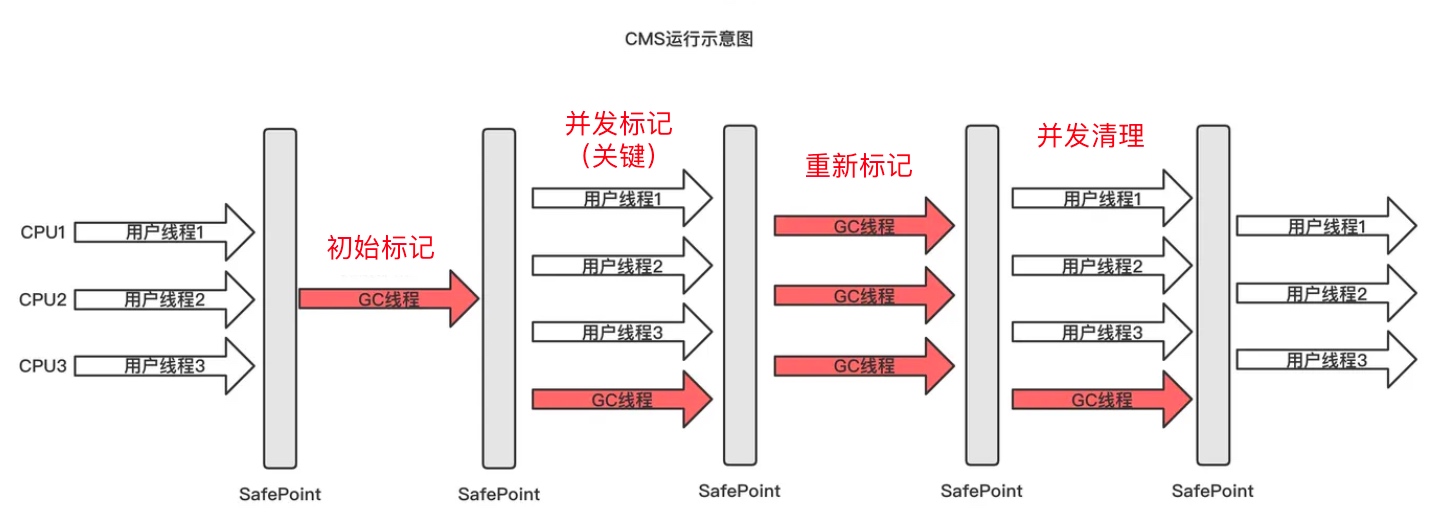 CMS运行示意图
并发标记
（关键）
并发清理
重新标记
初始标记
CPU1
用户线程1
CPU2
用户线程2
CPU3
用户线程3
GC线程
用户线程1
用户线程2
用户线程3
GC线程
GC线程
GC线程
GC线程
用户线程1
用户线程2
用户线程3
GC线程
用户线程1
用户线程2
用户线程3
SafePoint
SafePoint
SafePoint
SafePoint
SafePoint